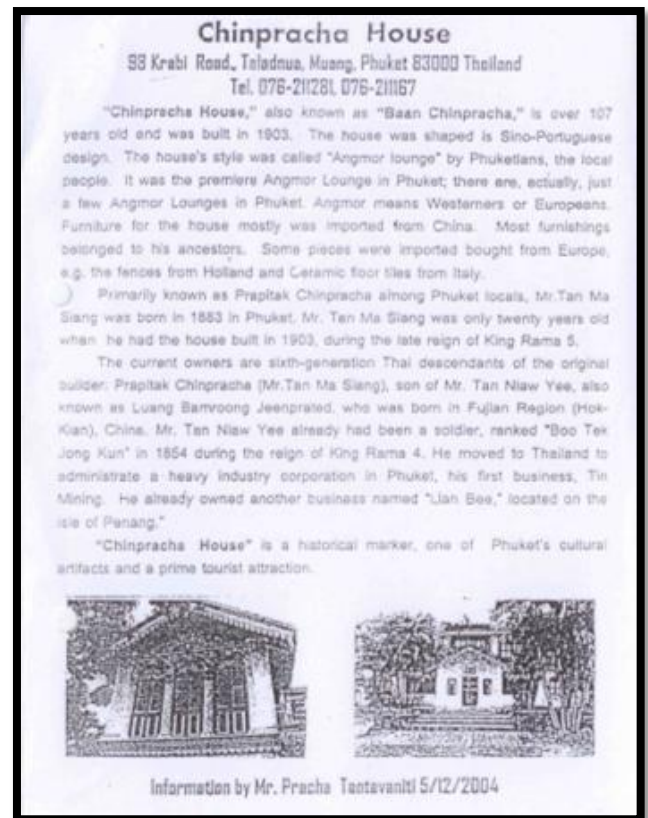 Chinpracha House
98 Krabi Road., Taladnua, Muang, Phuket 83000 Thailand
Tel. 076-211281, 076-211167
"Chinpracha House," also known as "Baan Chinpracha," is over 107
years old and was built in 1903. The house was shaped is Sino-Portuguese
design. The house's style was called "Angmor lounge" by Phuketians, the local
people. It was the premiere Angmor Lounge in Phuket; there are, actually, just
a few Angmor Lounges in Phuket. Angmor means Westerners or Europeans.
Furniture for the house mostly was imported from China. Most furnishings
belonged to his ancestors. Some pieces were imported bought from Europe,
e.g. the fences from Holland and Ceramic floor tiles from Italy.
Primarily known as Prapitak Chinpracha among Phuket locals, Mr.Tan Ma
Siang was born in 1883 in Phuket. Mr. Tan Ma Siang was only twenty years old
when he had the house built in 1903, during the late reign of King Rama 5.
The current owners are sixth-generation Thai descendants of the original
builder: Prapitak Chinpracha (Mr.Tan Ma Siang), son of Mr. Tan Niaw Yee, also
known as Luang Bamroong Jeenprated, who was born in Fujian Region (Hok-
Kian), China. Mr. Tan Niaw Yee already had been a soldier, ranked "Boo Tek
Jong Kun" in 1854 during the reign of King Rama 4. He moved to Thailand to
administrate a heavy industry corporation in Phuket, his first business, Tin
Mining. He already owned another business named "Lian Bee," located on the
isle of Penang."
"Chinpracha House" is a historical marker, one of Phuket's cultural
artifacts and a prime tourist attraction.
Information by Mr. Pracha Tantavaniti 5/12/2004